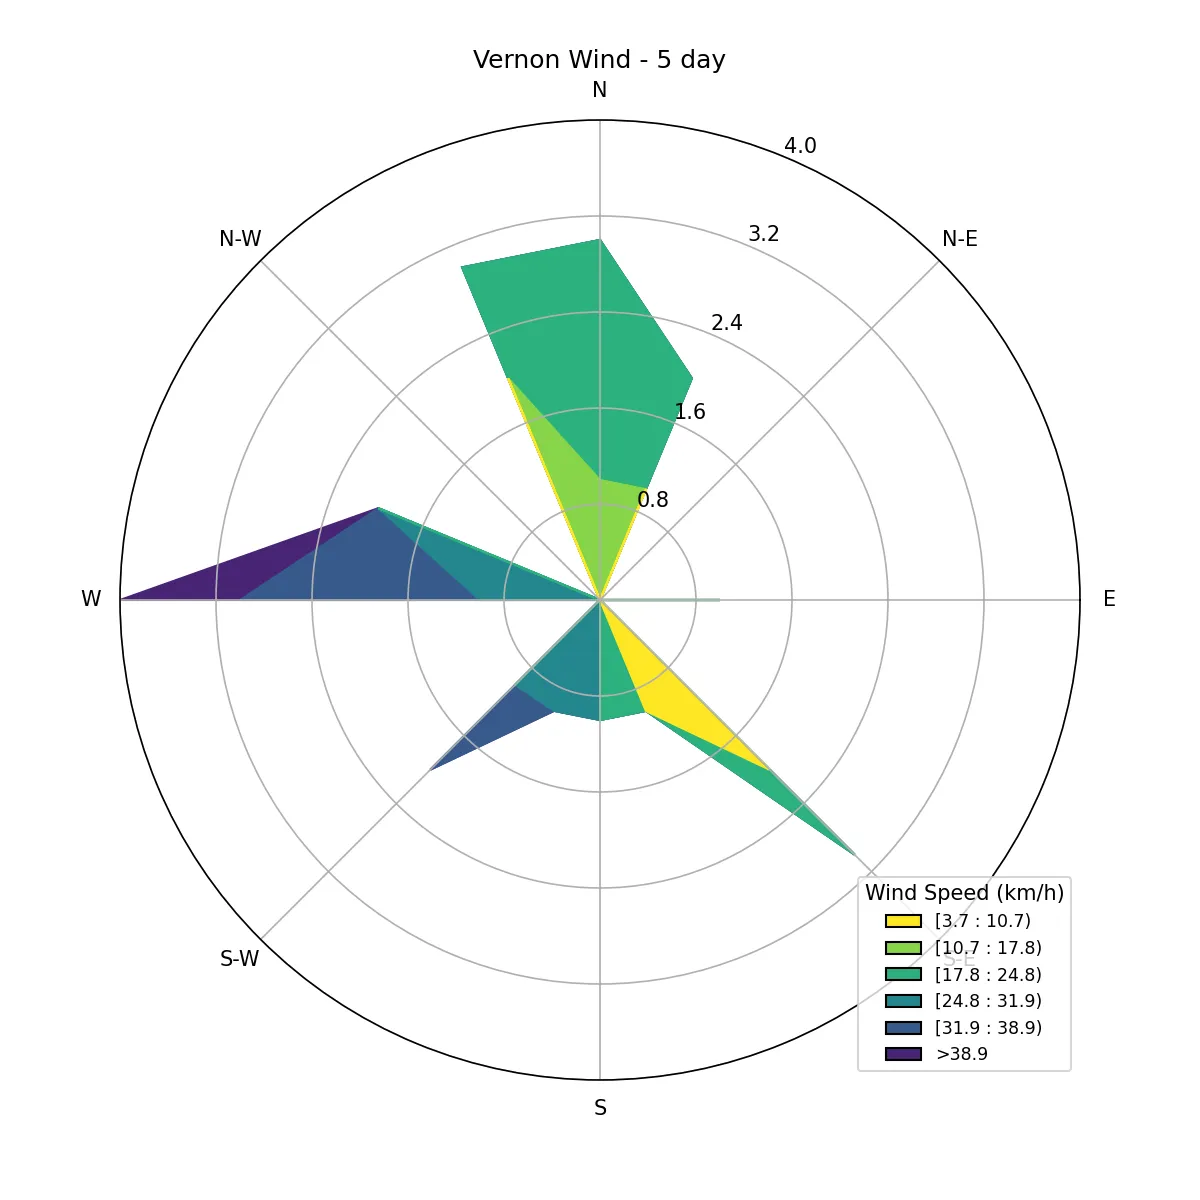 Vernon Wind - 5 day
N
4.0
N-W
3.2
N-E
2.4
1.6
0.8
W
E
Wind Speed (km/h)
[3.7 : 10.7)
[10.7 : 17.8)
S-W
S-E
[17.8 : 24.8)
[24.8 : 31.9)
[31.9 : 38.9)
>38.9
S